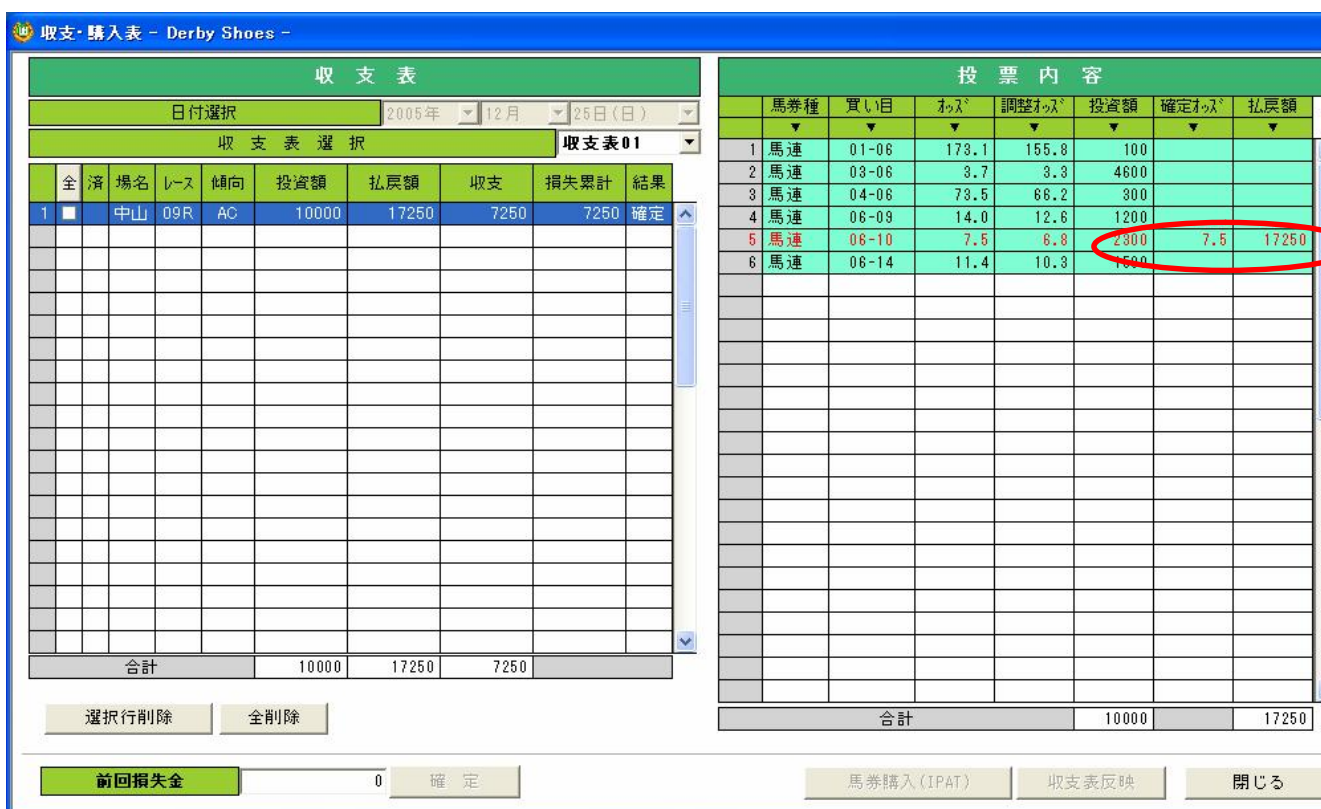 収支・購入表 - Derby Shoes -
収 支 表
日付選択 2005年 12月 25日(日)
収 支 表 選 択 収支表01
全 済 場名 レース 傾向 投資額 払戻額 収支 損失累計 結果
1 中山 09R AC 10000 17250 7250 7250 確定
合計 10000 17250 7250
選択行削除 全削除
前回損失金 0 確 定
投 票 内 容
馬券種 買い目 オッズ 調整オッズ 投資額 確定オッズ 払戻額
▼ ▼ ▼ ▼ ▼ ▼ ▼
1 馬連 01-06 173.1 155.8 100
2 馬連 03-06 3.7 3.3 4600
3 馬連 04-06 73.5 66.2 300
4 馬連 06-09 14.0 12.6 1200
5 馬連 06-10 7.5 6.8 2300 7.5 17250
6 馬連 06-14 11.4 10.3 1500
合計 10000 17250
馬券購入(IPAT) 収支表反映 閉じる